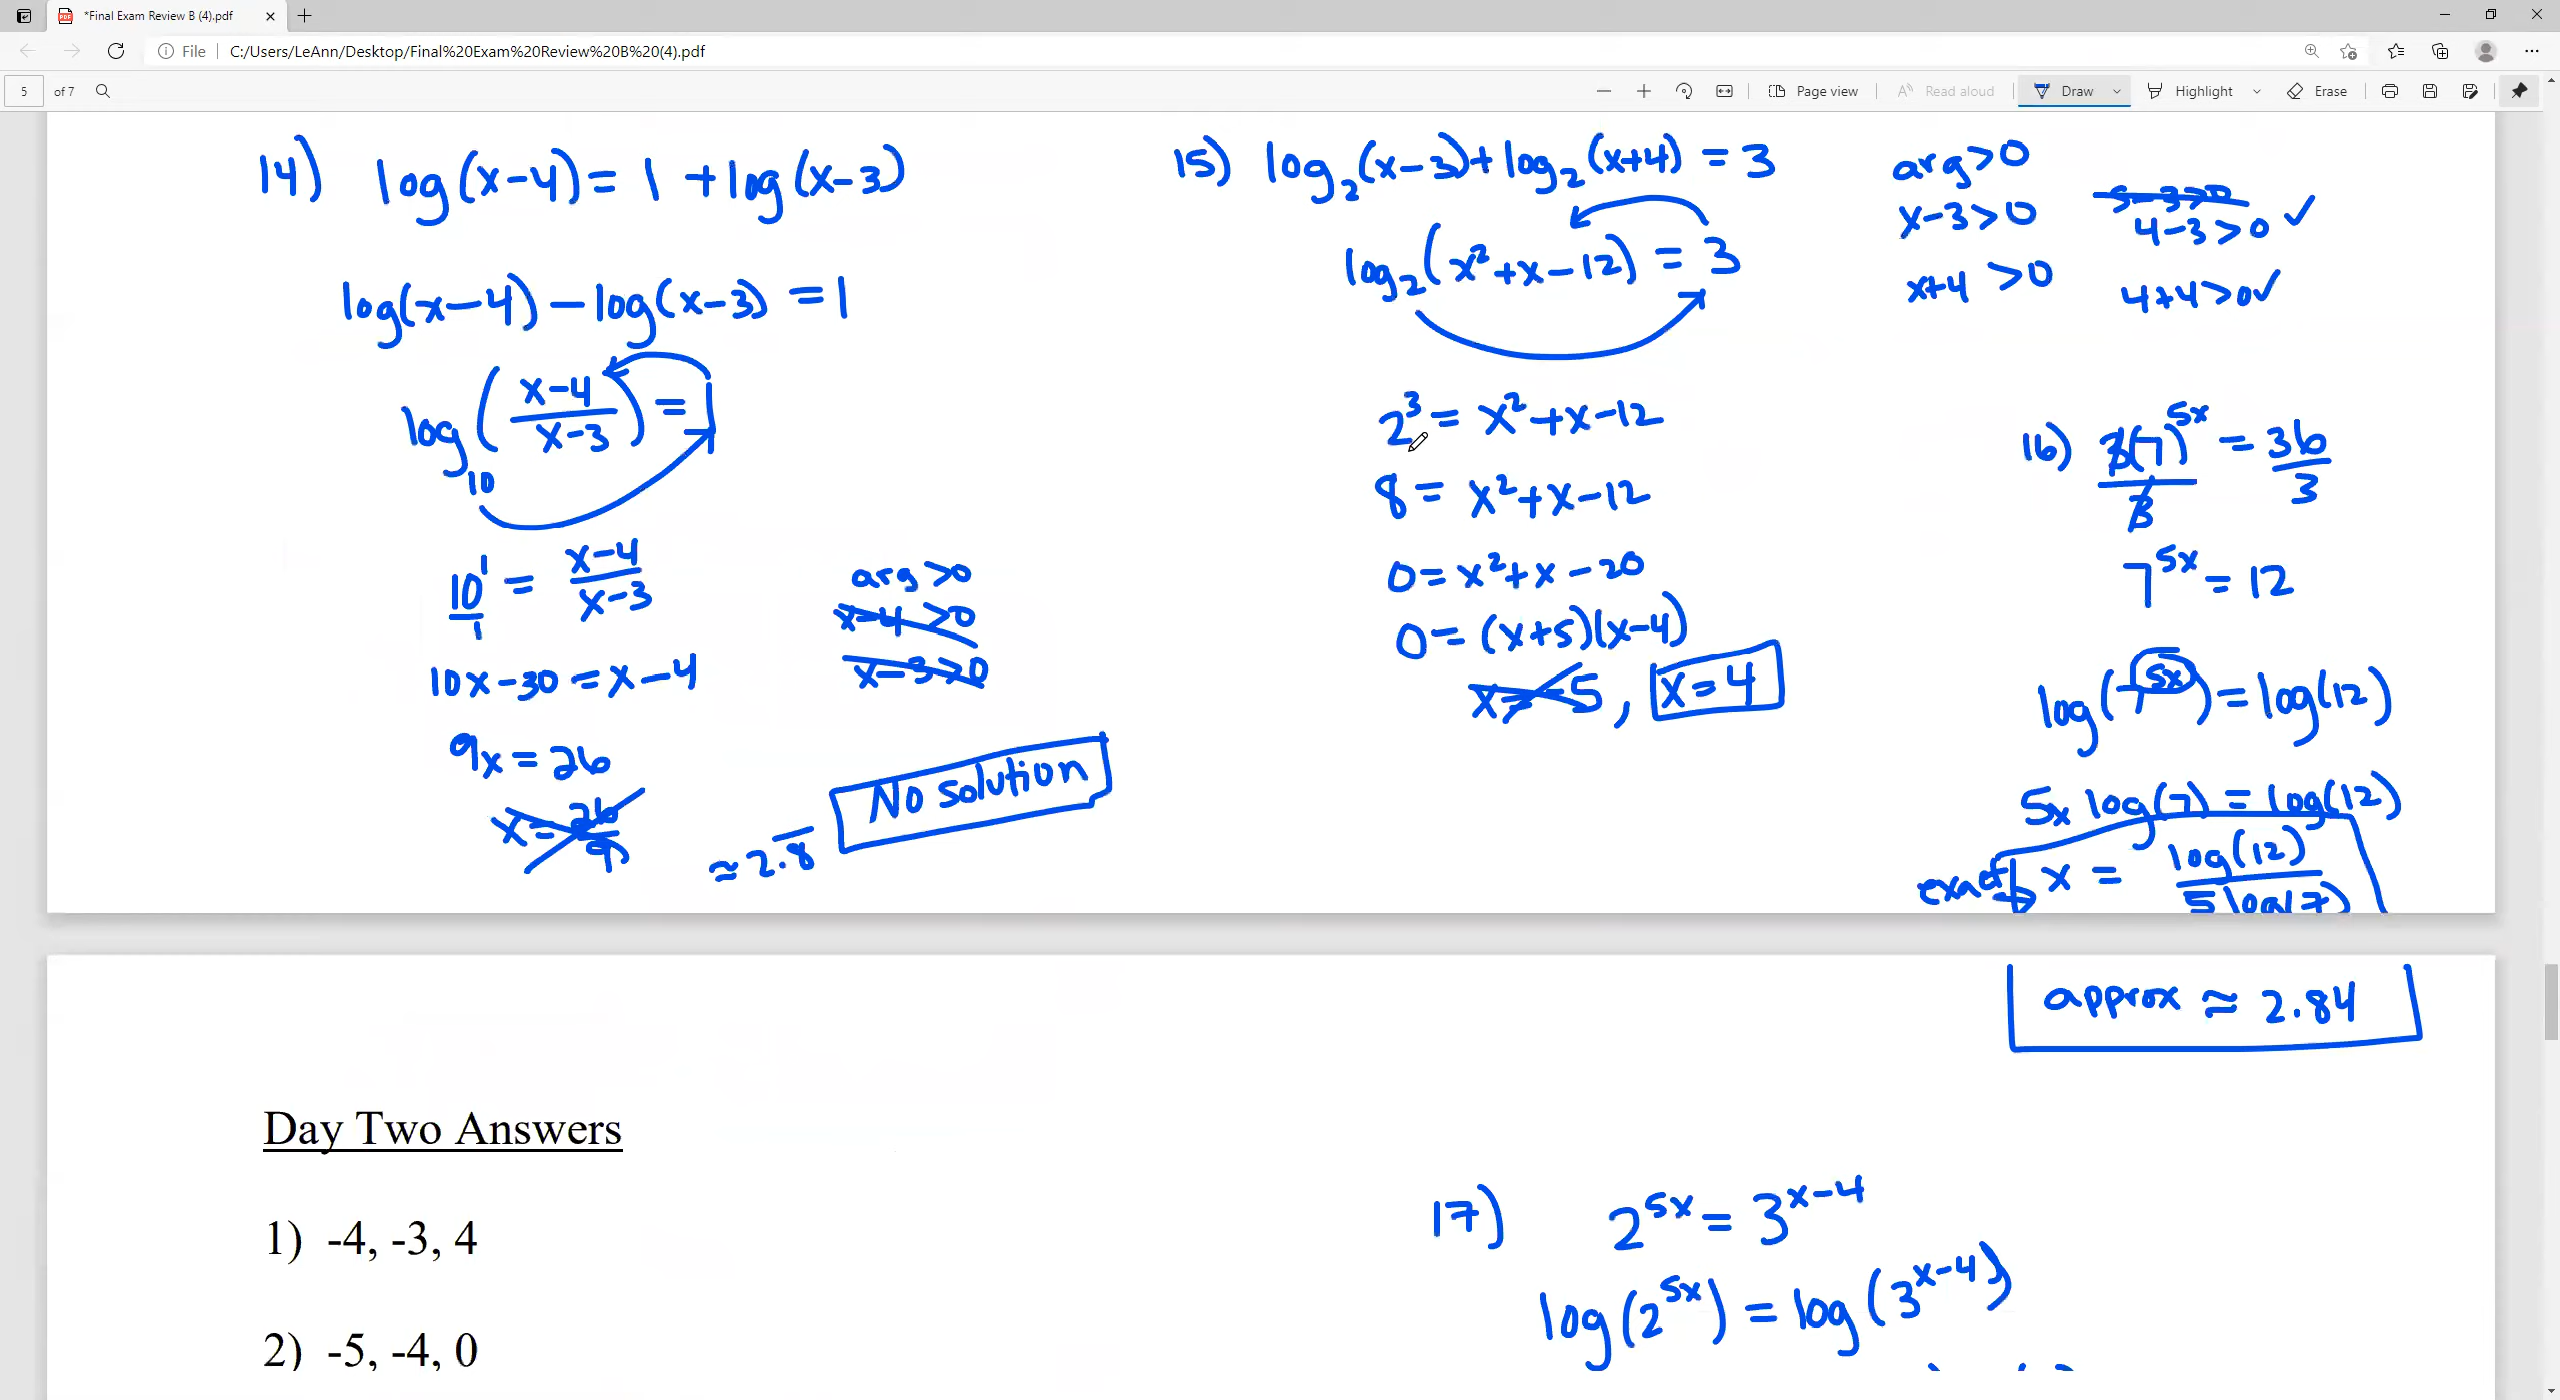 *Final Exam Review B (4).pdf
File | C:/Users/LeAnn/Desktop/Final%20Exam%20Review%20B%20(4).pdf
5 of 7 Page view Read aloud Draw Highlight Erase
14) log(x-4) = 1 + log(x-3)
log(x-4) - log(x-3) = 1
log₁₀((x-4)/(x-3)) = 1
10¹/1 = (x-4)/(x-3)
arg>0
x-4 >0
x-3>0
10x-30 = x-4
9x = 26
x = 26/9
≈ 2.8̅
No solution
15) log₂(x-3)+log₂(x+4) = 3
log₂(x²+x-12) = 3
arg>0
x-3>0
x+4 >0
4-3>0 ✓
4+4>0 ✓
2³ = x²+x-12
8 = x²+x-12
0 = x²+x-20
0 = (x+5)(x-4)
x=-5, x=4
16) 3(7)^5x/3 = 36/3
7^5x = 12
log(7^5x) = log(12)
5x log(7) = log(12)
exact x = log(12)/5log(7)
approx ≈ 2.84
Day Two Answers
1) -4, -3, 4
2) -5, -4, 0
17) 2^5x = 3^x-4
log(2^5x) = log(3^x-4)